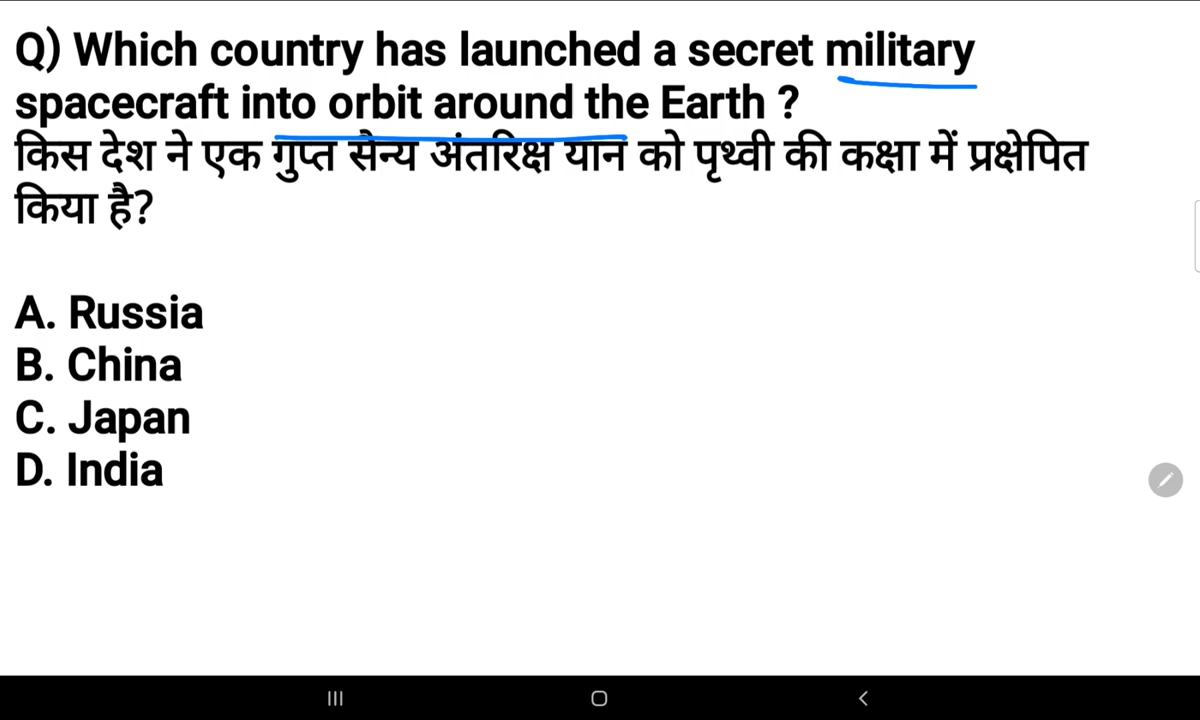 Q) Which country has launched a secret military
spacecraft into orbit around the Earth ?
किस देश ने एक गुप्त सैन्य अंतरिक्ष यान को पृथ्वी की कक्षा में प्रक्षेपित
किया है?
A. Russia
B. China
C. Japan
D. India